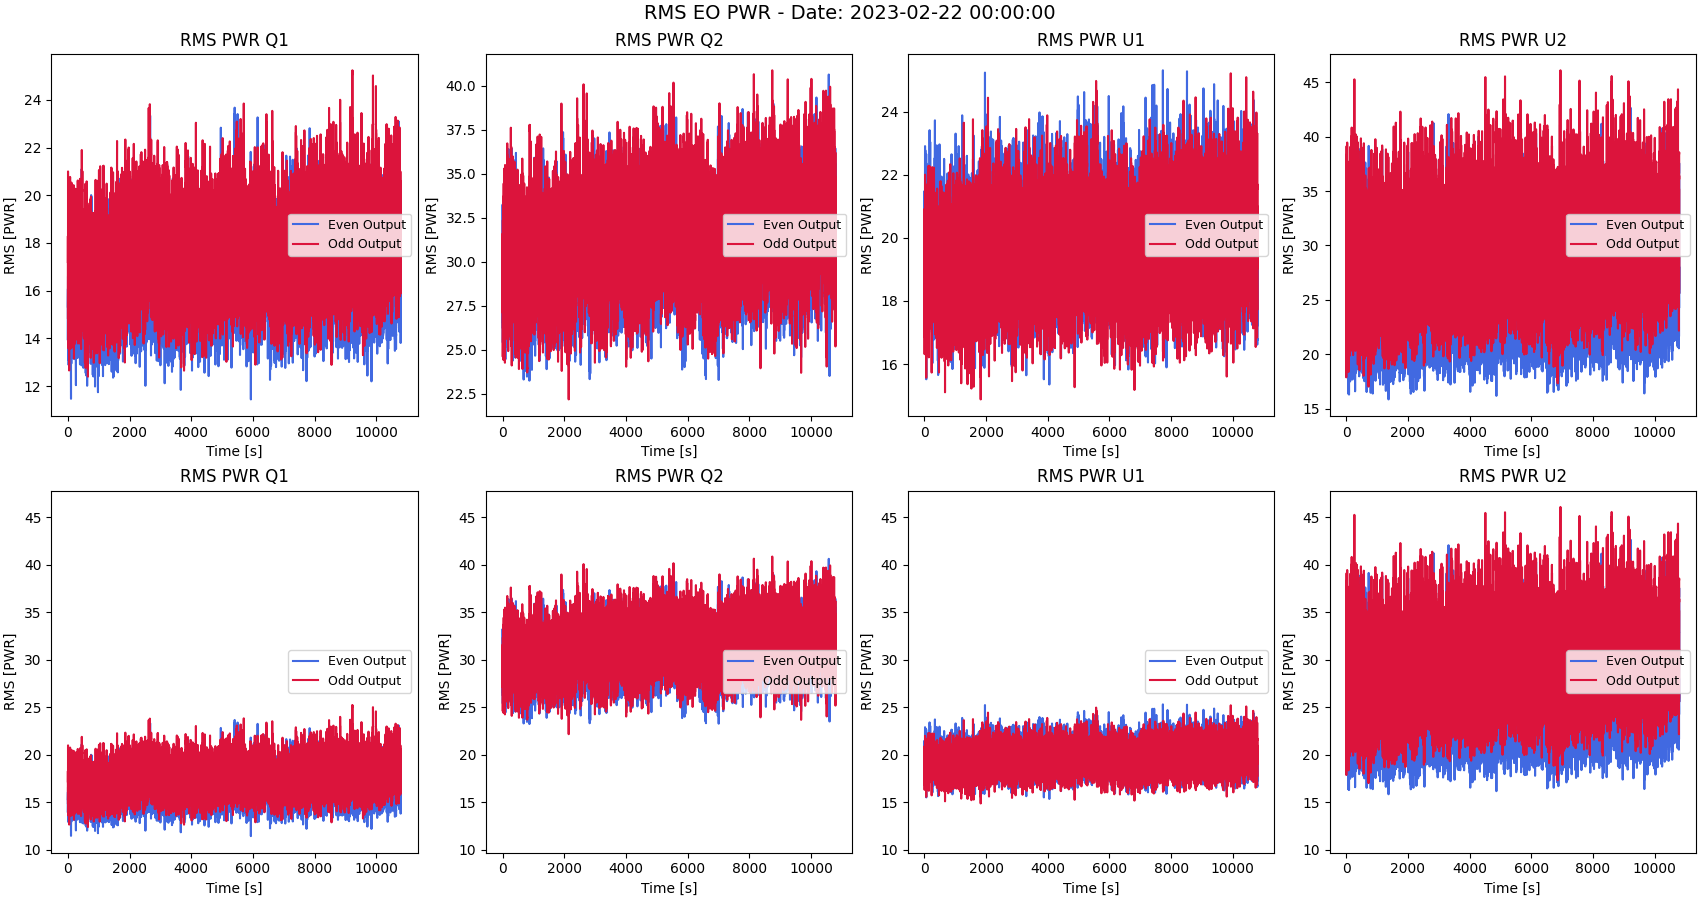 RMS EO PWR - Date: 2023-02-22 00:00:00
RMS PWR Q1
RMS PWR Q2
RMS PWR U1
RMS PWR U2
RMS [PWR]
24
22
20
18
16
14
12
Even Output
Odd Output
0 2000 4000 6000 8000 10000
Time [s]
RMS [PWR]
40.0
37.5
35.0
32.5
30.0
27.5
25.0
22.5
Even Output
Odd Output
0 2000 4000 6000 8000 10000
Time [s]
RMS [PWR]
24
22
20
18
16
Even Output
Odd Output
0 2000 4000 6000 8000 10000
Time [s]
RMS [PWR]
45
40
35
30
25
20
15
Even Output
Odd Output
0 2000 4000 6000 8000 10000
Time [s]
RMS PWR Q1
RMS PWR Q2
RMS PWR U1
RMS PWR U2
RMS [PWR]
45
40
35
30
25
20
15
10
Even Output
Odd Output
0 2000 4000 6000 8000 10000
Time [s]
RMS [PWR]
45
40
35
30
25
20
15
10
Even Output
Odd Output
0 2000 4000 6000 8000 10000
Time [s]
RMS [PWR]
45
40
35
30
25
20
15
10
Even Output
Odd Output
0 2000 4000 6000 8000 10000
Time [s]
RMS [PWR]
45
40
35
30
25
20
15
10
Even Output
Odd Output
0 2000 4000 6000 8000 10000
Time [s]